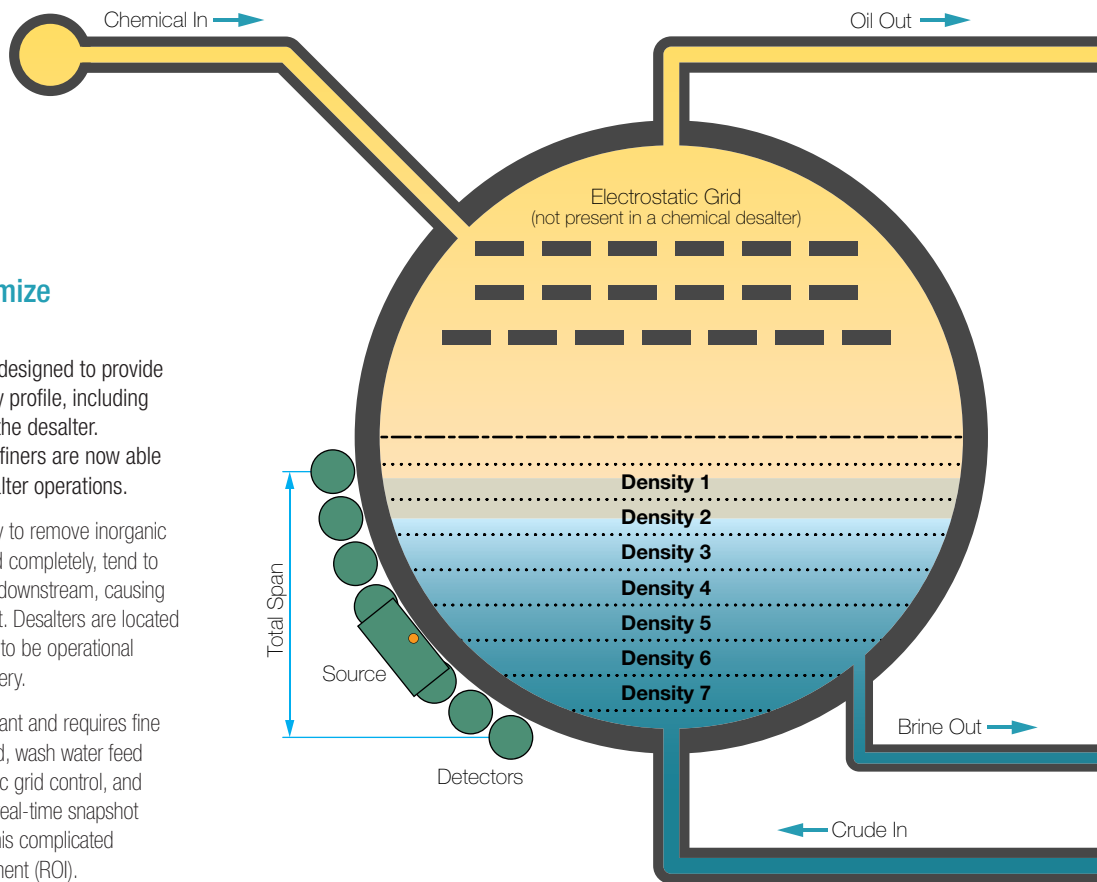 Chemical In
Oil Out
Electrostatic Grid
(not present in a chemical desalter)
mize
designed to provide
y profile, including
the desalter.
finers are now able
alter operations.
y to remove inorganic
d completely, tend to
downstream, causing
t. Desalters are located
to be operational
ery.
ant and requires fine
d, wash water feed
c grid control, and
eal-time snapshot
his complicated
ment (ROI).
Total Span
Source
Detectors
Density 1
Density 2
Density 3
Density 4
Density 5
Density 6
Density 7
Brine Out
Crude In